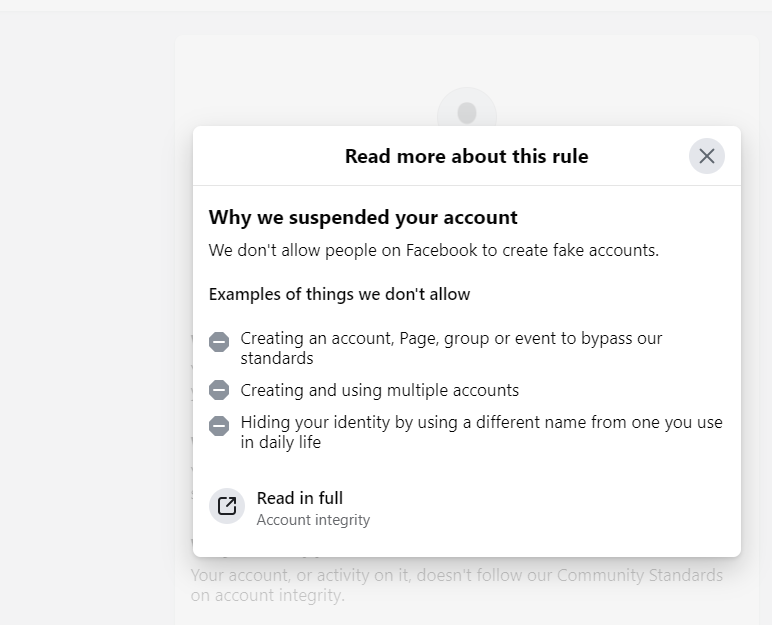 Read more about this rule
Why we suspended your account
We don't allow people on Facebook to create fake accounts.
Examples of things we don't allow
Creating an account, Page, group or event to bypass our
standards
Creating and using multiple accounts
Hiding your identity by using a different name from one you use
in daily life
Read in full
Account integrity
Your account, or activity on it, doesn't follow our Community Standards
on account integrity.